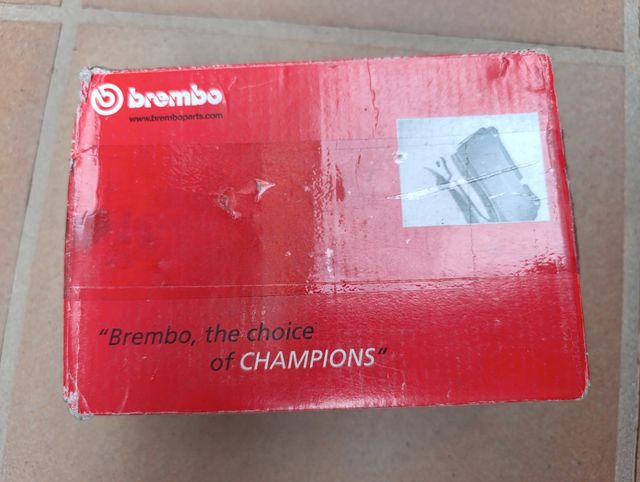 brembo
www.bremboparts.com
"Brembo, the choice
of CHAMPIONS"